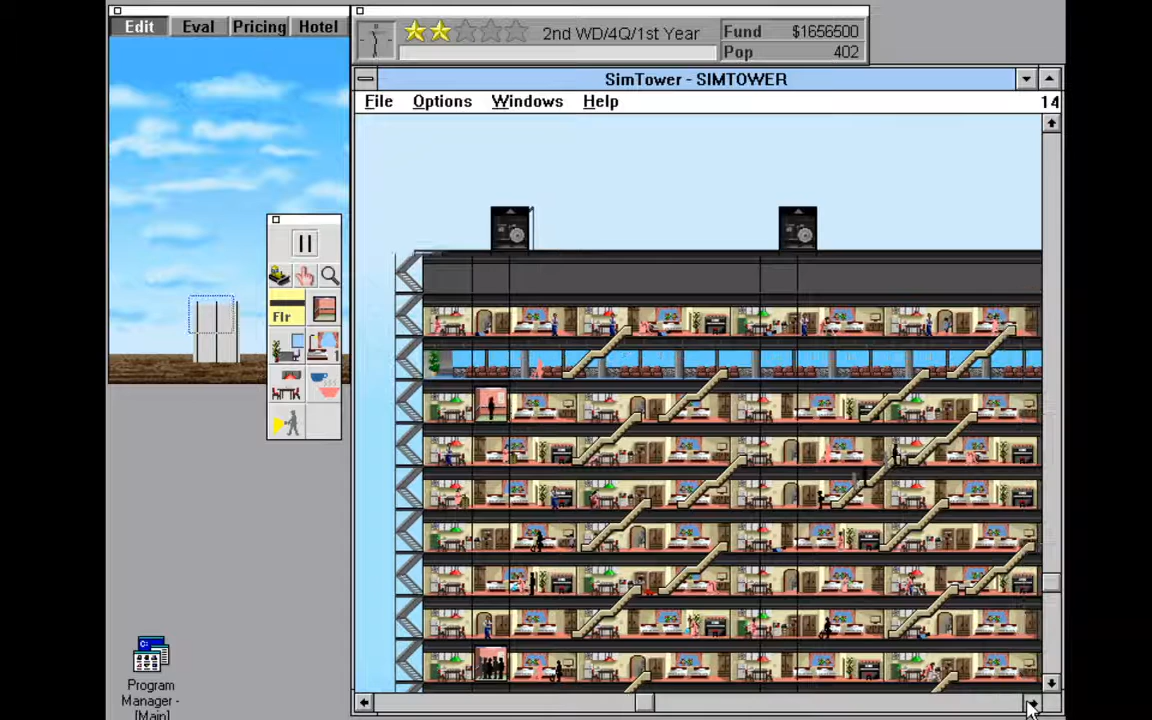 Edit Eval Pricing Hotel
2nd WD/4Q/1st Year
Fund $1656500
Pop 402
SimTower - SIMTOWER
File Options Windows Help
14
Flr
1
C:
Program
Manager -
[Main]